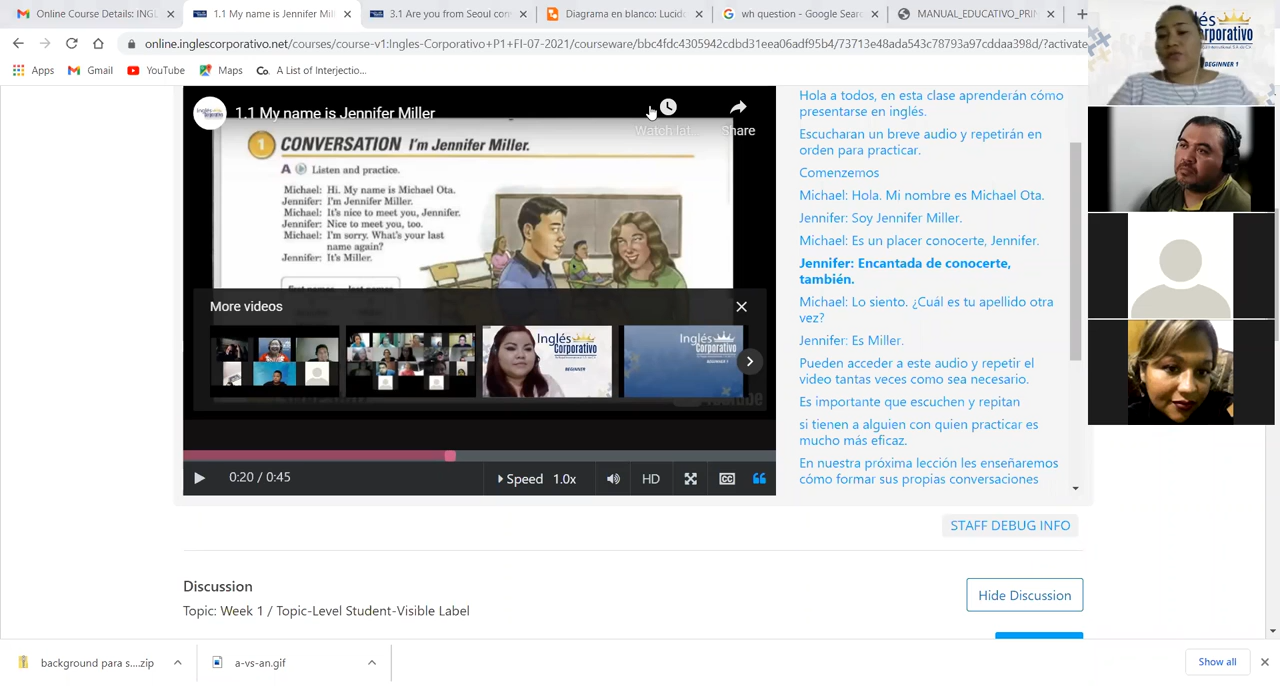 Online Course Details: INGL
1.1 My name is Jennifer Mil
3.1 Are you from Seoul con
Diagrama en blanco: Lucid
wh question - Google Sear
MANUAL_EDUCATIVO_PRI
online.inglescorporativo.net/courses/course-v1:Ingles-Corporativo+P1+FI-07-2021/courseware/bbc4fdc4305942cdbd31eea06adf95b4/73713e48ada543c78793a97cddaa398d/?activate
Apps
Gmail
YouTube
Maps
Co.
A List of Interjectio...
1.1 My name is Jennifer Miller
Share
1
CONVERSATION I'm Jennifer Miller.
A
Listen and practice.
Michael: Hi. My name is Michael Ota.
Jennifer: I'm Jennifer Miller.
Michael: It's nice to meet you, Jennifer.
Jennifer: Nice to meet you, too.
Michael: I'm sorry. What's your last
name again?
Jennifer: It's Miller.
More videos
Inglés
Corporativo
BEGINNER
Inglés
Corporativo
BEGINNER 1
0:20 / 0:45
Speed 1.0x
HD
CC
Hola a todos, en esta clase aprenderán cómo
presentarse en inglés.
Escucharan un breve audio y repetirán en
orden para practicar.
Comenzemos
Michael: Hola. Mi nombre es Michael Ota.
Jennifer: Soy Jennifer Miller.
Michael: Es un placer conocerte, Jennifer.
Jennifer: Encantada de conocerte,
también.
Michael: Lo siento. ¿Cuál es tu apellido otra
vez?
Jennifer: Es Miller.
Pueden acceder a este audio y repetir el
video tantas veces como sea necesario.
Es importante que escuchen y repitan
si tienen a alguien con quien practicar es
mucho más eficaz.
En nuestra próxima lección les enseñaremos
cómo formar sus propias conversaciones
STAFF DEBUG INFO
Discussion
Topic: Week 1 / Topic-Level Student-Visible Label
Hide Discussion
background para s....zip
a-vs-an.gif
Show all
BEGINNER 1